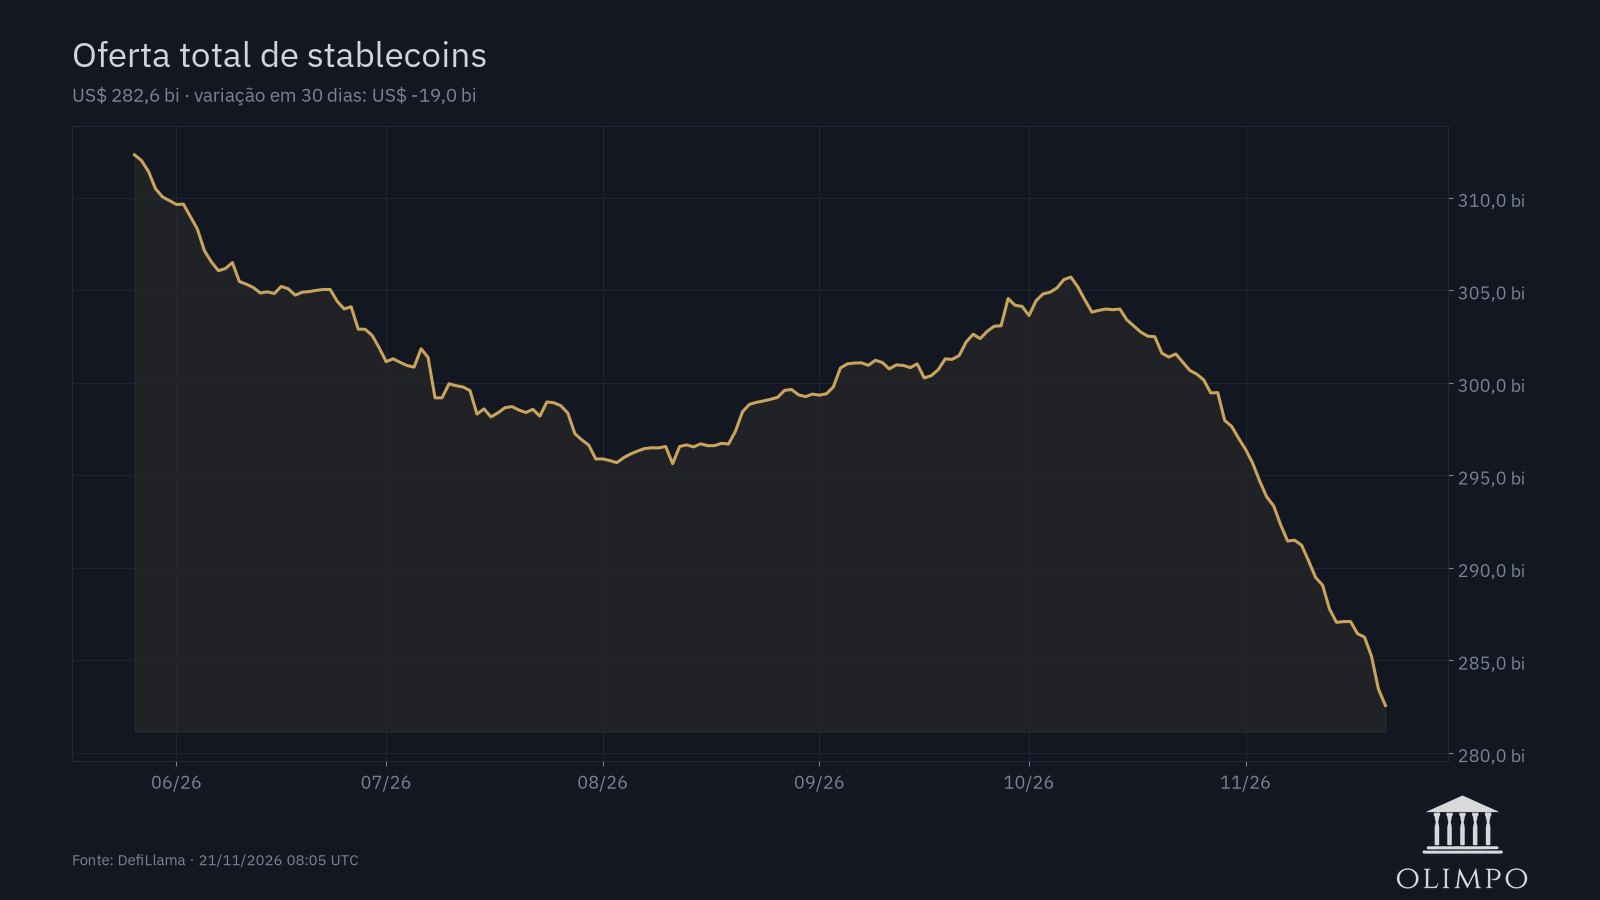 Oferta total de stablecoins
US$ 282,6 bi · variação em 30 dias: US$ -19,0 bi
310,0 bi
305,0 bi
300,0 bi
295,0 bi
290,0 bi
285,0 bi
280,0 bi
06/26 07/26 08/26 09/26 10/26 11/26
Fonte: DefiLlama · 21/11/2026 08:05 UTC
OLIMPO